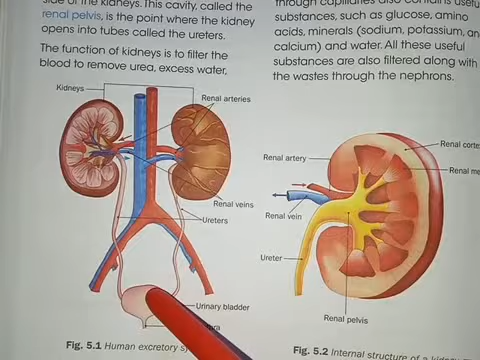 side of the kidneys. This cavity, called the
renal pelvis, is the point where the kidney
opens into tubes called the ureters.
The function of kidneys is to filter the
blood to remove urea, excess water,
through capillaries also contains
substances, such as glucose, amino
acids, minerals (sodium, potassium,
calcium) and water. All these useful
substances are also filtered along with
the wastes through the nephrons.
Kidneys
Renal arteries
Renal veins
Ureters
Urinary bladder
Fig. 5.1 Human excretory
Renal artery
Renal vein
Ureter
Renal
Renal
Renal pelvis
Fig. 5.2 Internal structure of a